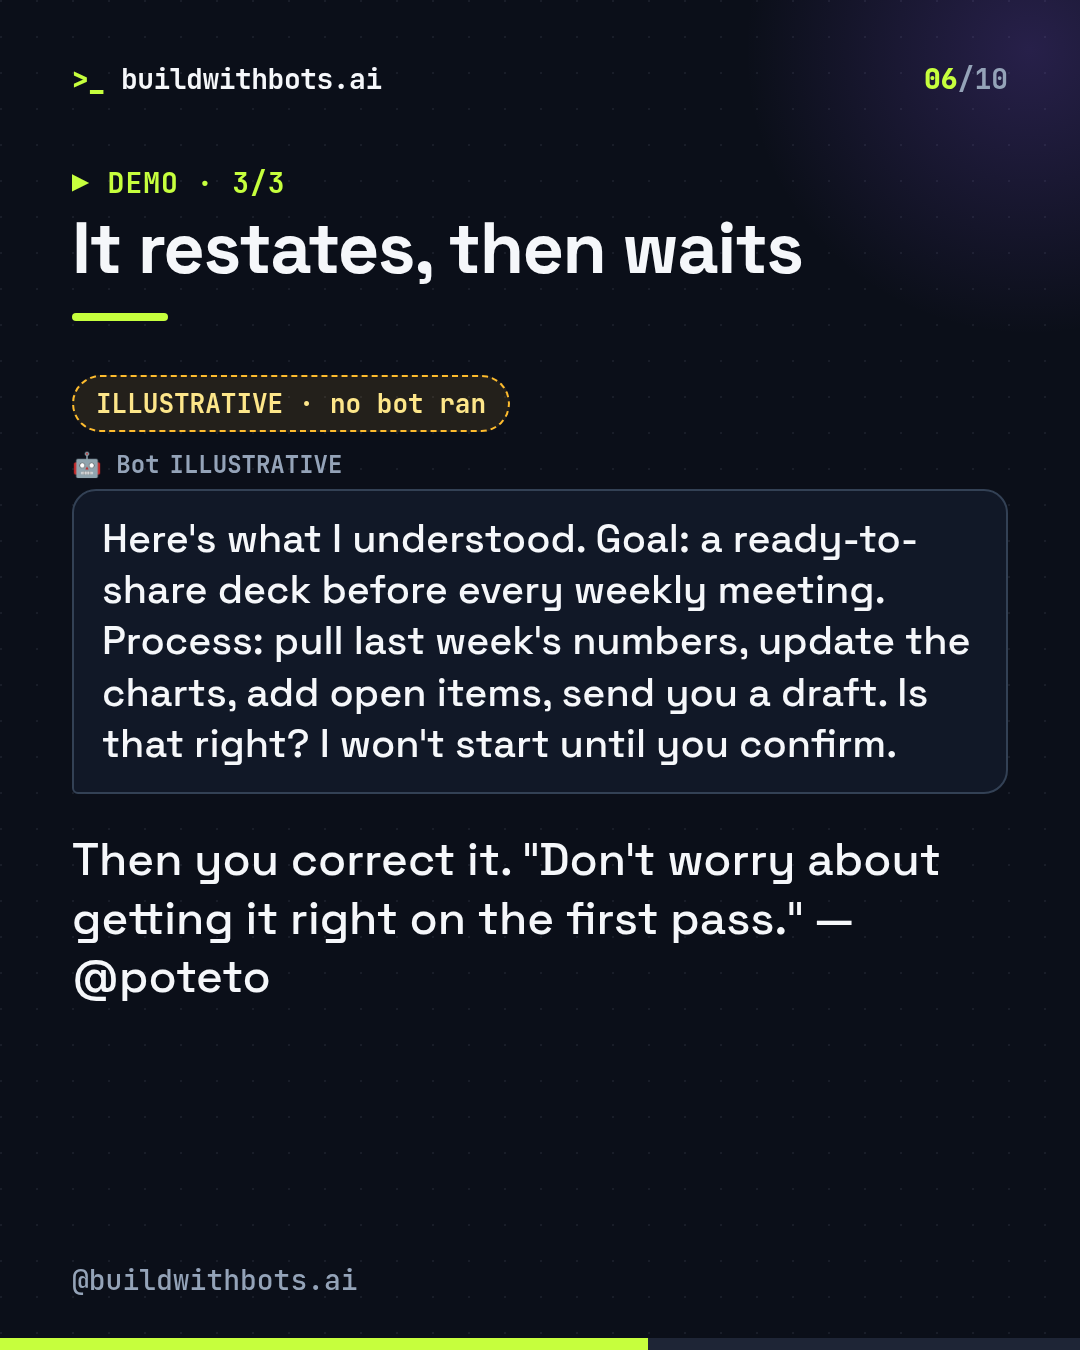 >_ buildwithbots.ai
06/10
▶ DEMO · 3/3
It restates, then waits
ILLUSTRATIVE · no bot ran
🤖 Bot ILLUSTRATIVE
Here's what I understood. Goal: a ready-to-
share deck before every weekly meeting.
Process: pull last week's numbers, update the
charts, add open items, send you a draft. Is
that right? I won't start until you confirm.
Then you correct it. "Don't worry about
getting it right on the first pass." —
@poteto
@buildwithbots.ai